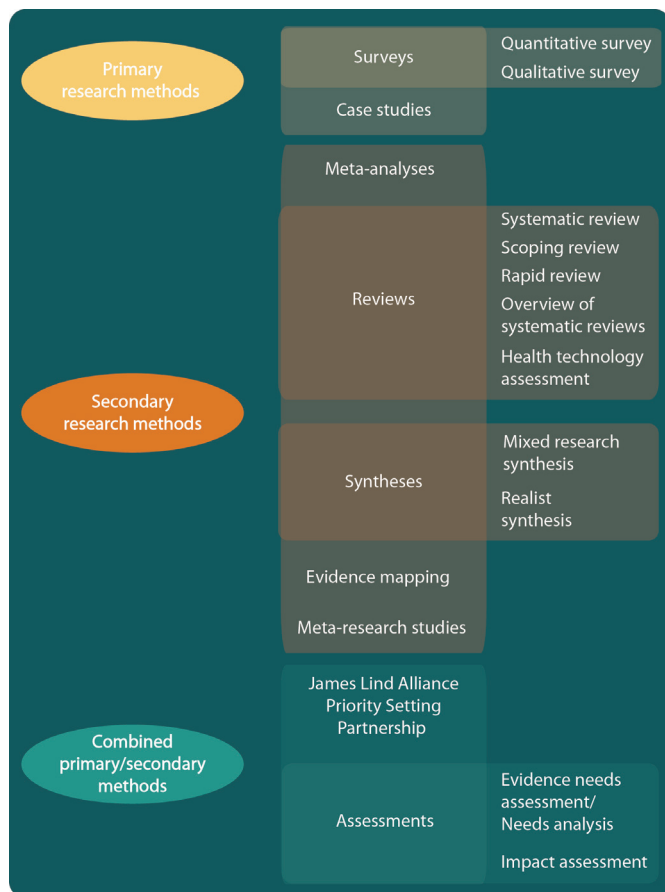 Primary
research methods
Surveys
Quantitative survey
Qualitative survey
Case studies
Secondary
research methods
Meta-analyses
Reviews
Systematic review
Scoping review
Rapid review
Overview of
systematic reviews
Health technology
assessment
Syntheses
Mixed research
synthesis
Realist
synthesis
Evidence mapping
Meta-research studies
Combined
primary/secondary
methods
James Lind Alliance
Priority Setting
Partnership
Assessments
Evidence needs
assessment/
Needs analysis
Impact assessment